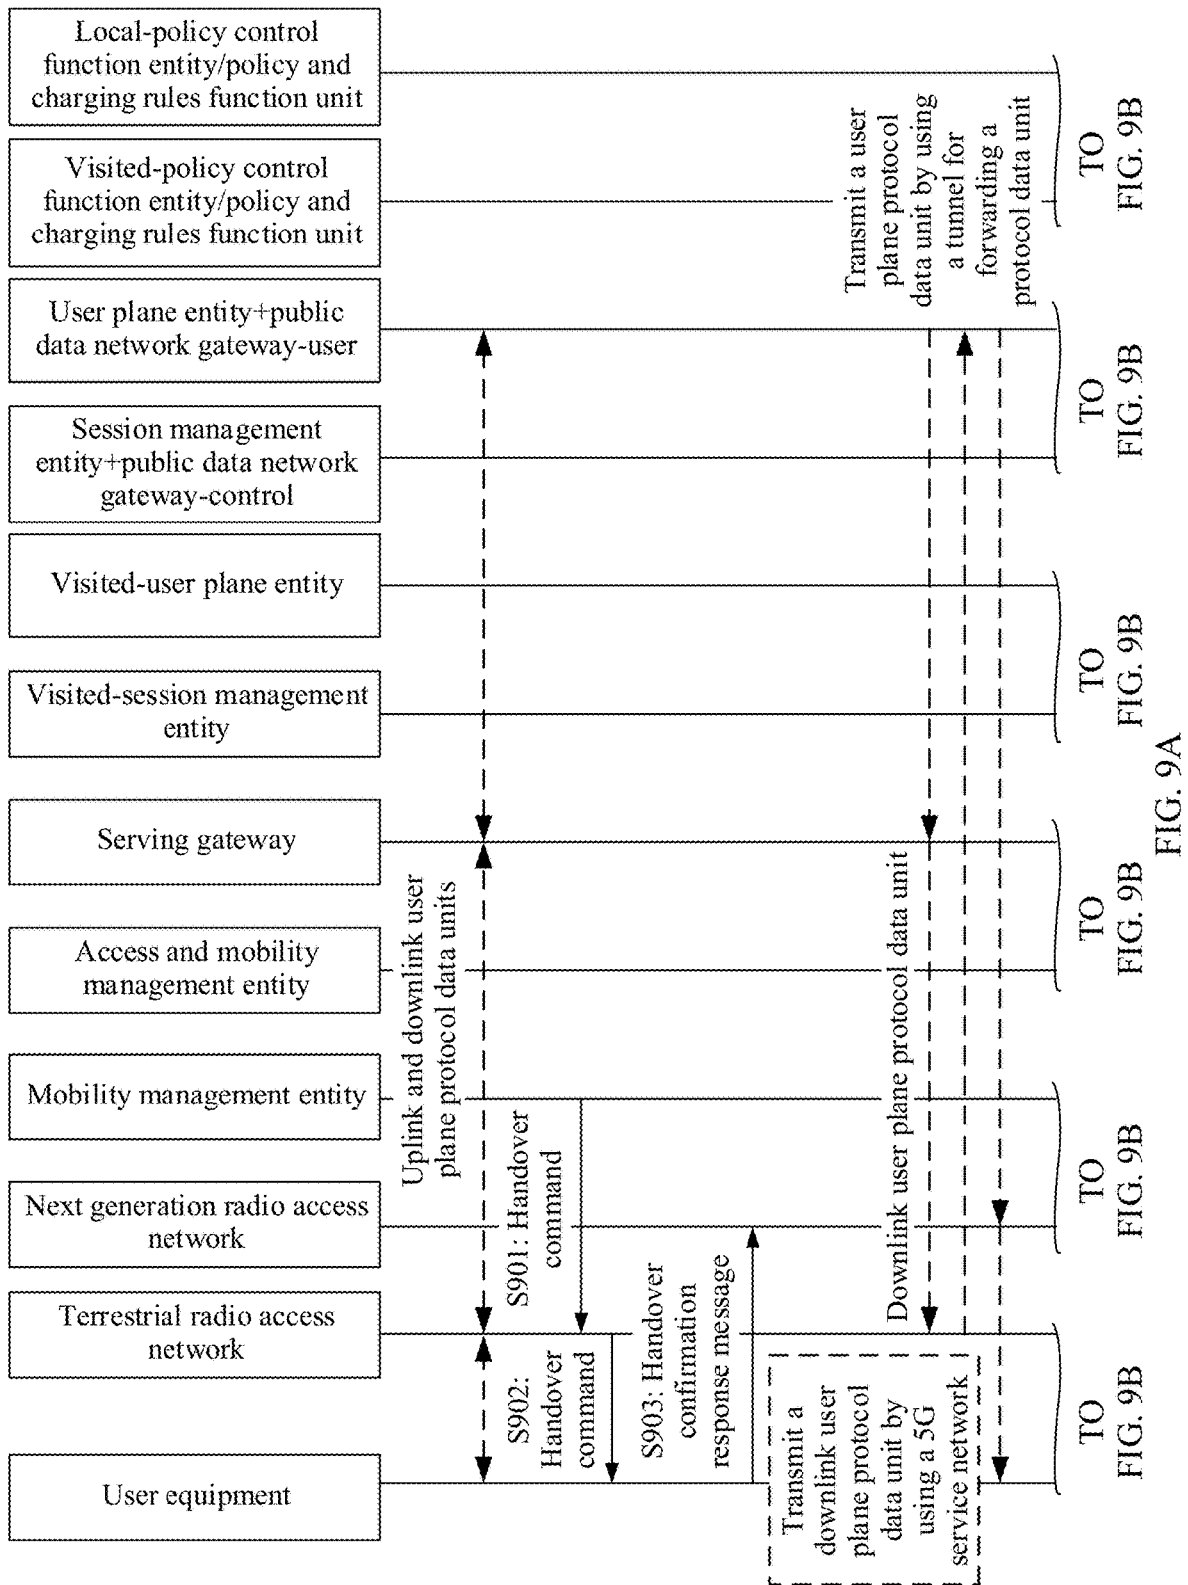 Local-policy control
function entity/policy and
charging rules function unit
Visited-policy control
function entity/policy and
charging rules function unit
User plane entity+public
data network gateway-user
Session management
entity+public data network
gateway-control
Visited-user plane entity
Visited-session management
entity
Serving gateway
Access and mobility
management entity
Mobility management entity
Next generation radio access
network
Terrestrial radio access
network
User equipment
Uplink and downlink user
plane protocol data units
S901: Handover
command
S902:
Handover
command
S903: Handover
confirmation
response message
Transmit a
downlink user
plane protocol
data unit by
using a 5G
service network
Downlink user plane protocol data unit
Transmit a user
plane protocol
data unit by using
a tunnel for
forwarding a
protocol data unit
TO
FIG. 9B
TO
FIG. 9B
TO
FIG. 9B
TO
FIG. 9B
TO
FIG. 9B
TO
FIG. 9B
FIG. 9A